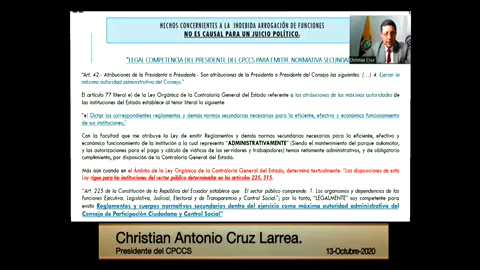 HECHOS CONCERNIENTES A LA INDEBIDA ARROGACIÓN DE FUNCIONES
NO ES CAUSAL PARA UN JUICIO POLÍTICO.
Christian Cruz
"LEGAL COMPETENCIA DEL PRESIDENTE DEL CPCCS PARA EMITIR NORMATIVA SECUNDA
"Art. 42.- Atribuciones de la Presidenta o Presidente.- Son atribuciones de la Presidenta o Presidente del Consejo las siguientes: (...) 4. Ejercer la
máxima autoridad administrativa del Consejo."
El artículo 77 literal e) de la Ley Orgánica de la Contraloría General del Estado referente a las atribuciones de las máximas autoridades de
las instituciones del Estado establece al tenor literal lo siguiente
"e) Dictar los correspondientes reglamentos y demás normas secundarias necesarias para la eficiente, efectivo y económico funcionamiento
de sus instituciones;"
Con la facultad que me atribuye la Ley de emitir Reglamentos y demás normas secundarias necesarias para la eficiente, efectivo y
económico funcionamiento de la institución a la cual represento "ADMINISTRATIVAMENTE" (Siendo el mantenimiento del parque automotor,
y las autorizaciones para el pago y cálculo de viáticos de los servidores y trabajadores) temas netamente administrativos, y de obligatorio
cumplimiento, por disposición de la Contraloría General del Estado.
Más aún cuando en el Ámbito de la Ley Orgánica de la Contraloría General del Estado, determina textualmente: "Las disposiciones de esta
Ley rigen para las instituciones del sector público determinadas en los artículos 225, 315.
"Art. 225 de la Constitución de la República del Ecuador establece que El sector público comprende: 1. Los organismos y dependencias de las
funciones Ejecutiva, Legislativa, Judicial, Electoral y de Transparencia y Control Social."; por lo tanto, "LEGALMENTE" soy competente para
emitir Reglamentos y cuerpos normativos secundarios dentro del ejercicio como máxima autoridad administrativa del
Consejo de Participación Ciudadana y Control Social"
Christian Antonio Cruz Larrea.
Presidente del CPCCS
13-Octubre-2020